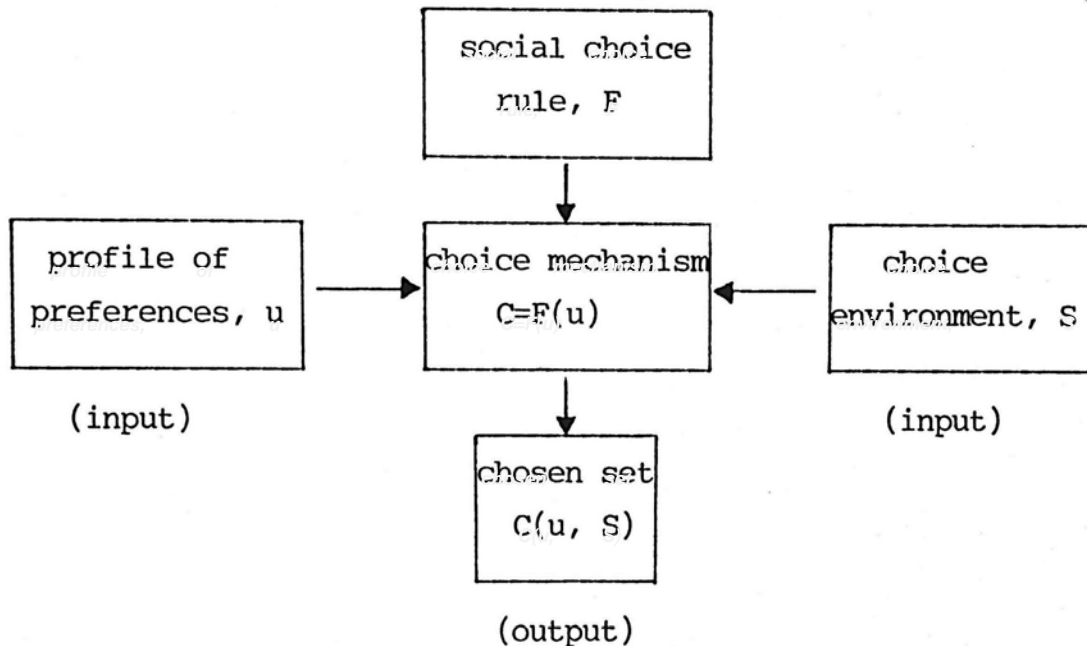 social choice
rule, F
profile of
preferences, u
(input)
choice mechanism
C=F(u)
choice
environment, S
(input)
chosen set
C(u, S)
(output)